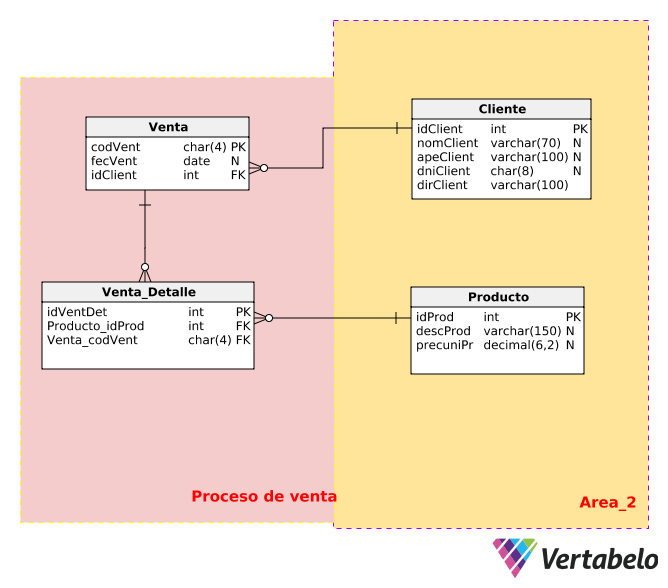 Venta
codVent char(4) PK
fecVent date N
idClient int FK
Cliente
idClient int PK
nomClient varchar(70) N
apeClient varchar(100) N
dniClient char(8) N
dirClient varchar(100)
Venta_Detalle
idVentDet int PK
Producto_idProd int FK
Venta_codVent char(4) FK
Producto
idProd int PK
descProd varchar(150) N
precuniPr decimal(6,2) N
Proceso de venta
Area_2
Vertabelo